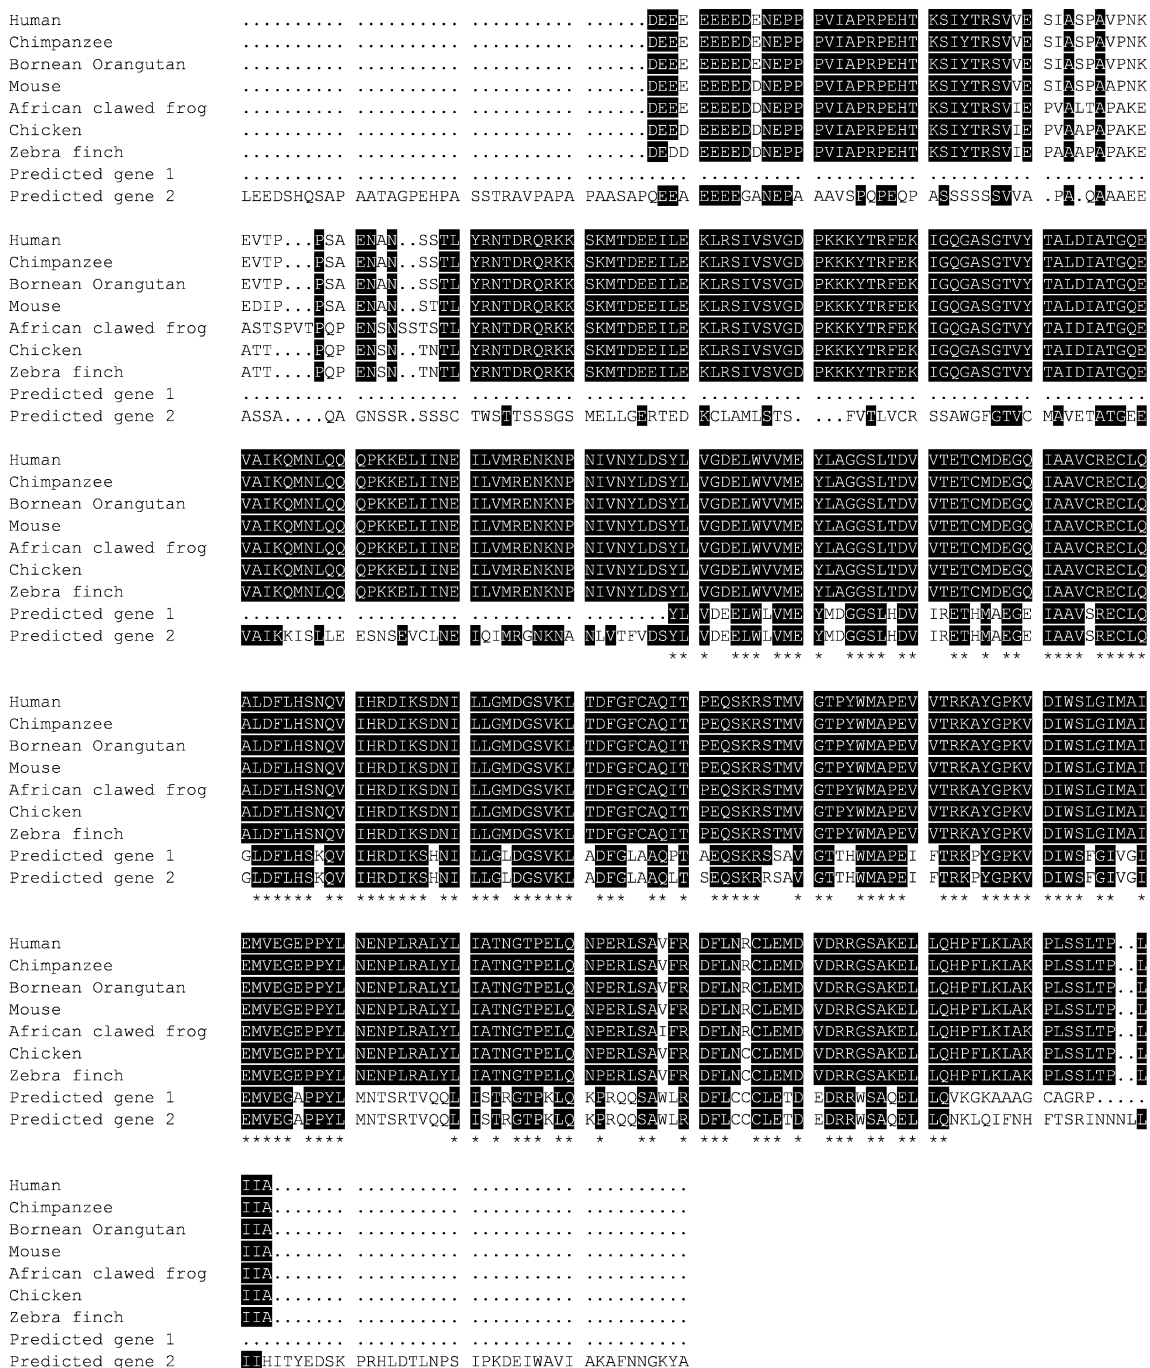 Human .......... .......... .......... ......DEEE EEEEDENEPP PVIAPRPEHT KSIYTRSVVE SIASPAVPNK
Chimpanzee .......... .......... .......... ......DEEE EEEEDENEPP PVIAPRPEHT KSIYTRSVVE SIASPAVPNK
Bornean Orangutan .......... .......... .......... ......DEEE EEEEDENEPP PVIAPRPEHT KSIYTRSVVE SIASPAVPNK
Mouse .......... .......... .......... ......DEEE EEEEDENEPP PVIAPRPEHT KSIYTRSVVE SIASPAAPNK
African clawed frog .......... .......... .......... ......DEEE EEEEDDNEPP PVIAPRPEHT KSIYTRSVIE PVALTAPAKE
Chicken .......... .......... .......... ......DEED EEEEDDNEPP PVIAPRPEHT KSIYTRSVIE PVAAPAPAKE
Zebra finch .......... .......... .......... ......DEDD EEEEDDNEPP PVIAPRPEHT KSIYTRSVIE PAAAPAPAKE
Predicted gene 1 .......... .......... .......... .......... .......... .......... .......... ..........
Predicted gene 2 LEEDSHQSAP AATAGPEHPA SSTRAVPAPA PAASAPQEEA EEEEGANEPA AAVSPQPEQP ASSSSSSVVA .PA.QAAAEE
Human EVTP...PSA ENAN..SSTL YRNTDRQRKK SKMTDEEILE KLRSIVSVGD PKKKYTRFEK IGQGASGTVY TALDIATGQE
Chimpanzee EVTP...PSA ENAN..SSTL YRNTDRQRKK SKMTDEEILE KLRSIVSVGD PKKKYTRFEK IGQGASGTVY TALDIATGQE
Bornean Orangutan EVTP...PSA ENAN..SSTL YRNTDRQRKK SKMTDEEILE KLRSIVSVGD PKKKYTRFEK IGQGASGTVY TALDIATGQE
Mouse EDIP...PSA ENAN..STTL YRNTDRQRKK SKMTDEEILE KLRSIVSVGD PKKKYTRFEK IGQGASGTVY TALDIATGQE
African clawed frog ASTSPVTPQP ENSNSSTSTL YRNTDRQRKK SKMTDEEILE KLRSIVSVGD PKKKYTRFEK IGQGASGTVY TAIDIATGQE
Chicken ATT....PQP ENSN..TNTL YRNTDRQRKK SKMTDEEILE KLRSIVSVGD PKKKYTRFEK IGQGASGTVY TAIDIATGQE
Zebra finch ATT....PQP ENSN..TNTL YRNTDRQRKK SKMTDEEILE KLRSIVSVGD PKKKYTRFEK IGQGASGTVY TAIDIATGQE
Predicted gene 1 .......... .......... .......... .......... .......... .......... .......... ..........
Predicted gene 2 ASSA....QA GNSSR.SSSC TWSTTSSSGS MELLGERTED KCLAMLSTS. ...FVTLVCR SSAWGFGTVC MAVETATGEE
Human VAIKQMNLQQ QPKKELIINE ILVMRENKNP NIVNYLDSYL VGDELWVVME YLAGGSLTDV VTETCMDEGQ IAAVCRECLQ
Chimpanzee VAIKQMNLQQ QPKKELIINE ILVMRENKNP NIVNYLDSYL VGDELWVVME YLAGGSLTDV VTETCMDEGQ IAAVCRECLQ
Bornean Orangutan VAIKQMNLQQ QPKKELIINE ILVMRENKNP NIVNYLDSYL VGDELWVVME YLAGGSLTDV VTETCMDEGQ IAAVCRECLQ
Mouse VAIKQMNLQQ QPKKELIINE ILVMRENKNP NIVNYLDSYL VGDELWVVME YLAGGSLTDV VTETCMDEGQ IAAVCRECLQ
African clawed frog VAIKQMNLQQ QPKKELIINE ILVMRENKNP NIVNYLDSYL VGDELWVVME YLAGGSLTDV VTETCMDEGQ IAAVCRECLQ
Chicken VAIKQMNLQQ QPKKELIINE ILVMRENKNP NIVNYLDSYL VGDELWVVME YLAGGSLTDV VTETCMDEGQ IAAVCRECLQ
Zebra finch VAIKQMNLQQ QPKKELIINE ILVMRENKNP NIVNYLDSYL VGDELWVVME YLAGGSLTDV VTETCMDEGQ IAAVCRECLQ
Predicted gene 1 .......... .......... .......... ........YL VDEELWLVME YMDGGSLHDV IRETHMAEGE IAAVSRECLQ
Predicted gene 2 VAIKKISLLE ESNSEVCLNE IQIMRGNKNA NLVTFVDSYL VDEELWLVME YMDGGSLHDV IRETHMAEGE IAAVSRECLQ
** *  *** *** *  **** **   ** * **  **** *****
Human ALDFLHSNQV IHRDIKSDNI LLGMDGSVKL TDFGFCAQIT PEQSKRSTMV GTPYWMAPEV VTRKAYGPKV DIWSLGIMAI
Chimpanzee ALDFLHSNQV IHRDIKSDNI LLGMDGSVKL TDFGFCAQIT PEQSKRSTMV GTPYWMAPEV VTRKAYGPKV DIWSLGIMAI
Bornean Orangutan ALDFLHSNQV IHRDIKSDNI LLGMDGSVKL TDFGFCAQIT PEQSKRSTMV GTPYWMAPEV VTRKAYGPKV DIWSLGIMAI
Mouse ALDFLHSNQV IHRDIKSDNI LLGMDGSVKL TDFGFCAQIT PEQSKRSTMV GTPYWMAPEV VTRKAYGPKV DIWSLGIMAI
African clawed frog ALDFLHSNQV IHRDIKSDNI LLGMDGSVKL TDFGFCAQIT PEQSKRSTMV GTPYWMAPEV VTRKAYGPKV DIWSLGIMAI
Chicken ALDFLHSNQV IHRDIKSDNI LLGMDGSVKL TDFGFCAQIT PEQSKRSTMV GTPYWMAPEV VTRKAYGPKV DIWSLGIMAI
Zebra finch ALDFLHSNQV IHRDIKSDNI LLGMDGSVKL TDFGFCAQIT PEQSKRSTMV GTPYWMAPEV VTRKAYGPKV DIWSLGIMAI
Predicted gene 1 GLDFLHSKQV IHRDIKSHNI LLGLDGSVKL ADFGLAAQPT AEQSKRSSAV GTTHWMAPEI FTRKPYGPKV DIWSFGIVGI
Predicted gene 2 GLDFLHSKQV IHRDIKSHNI LLGLDGSVKL ADFGLAAQLT SEQSKRRSAV GTTHWMAPEI FTRKPYGPKV DIWSFGIVGI
****** ** ******* ** *** ******  ***  ** *  *****   * **  *****   *** ***** **** **  *
Human EMVEGEPPYL NENPLRALYL IATNGTPELQ NPERLSAVFR DFLNRCLEMD VDRRGSAKEL LQHPFLKLAK PLSSLTP..L
Chimpanzee EMVEGEPPYL NENPLRALYL IATNGTPELQ NPERLSAVFR DFLNRCLEMD VDRRGSAKEL LQHPFLKLAK PLSSLTP..L
Bornean Orangutan EMVEGEPPYL NENPLRALYL IATNGTPELQ NPERLSAVFR DFLNRCLEMD VDRRGSAKEL LQHPFLKLAK PLSSLTP..L
Mouse EMVEGEPPYL NENPLRALYL IATNGTPELQ NPERLSAVFR DFLNRCLEMD VDRRGSAKEL LQHPFLKLAK PLSSLTP..L
African clawed frog EMVEGEPPYL NENPLRALYL IATNGTPELQ NPERLSAIFR DFLNRCLEMD VDRRGSAKEL LQHPFLKIAK PLSSLTP..L
Chicken EMVEGEPPYL NENPLRALYL IATNGTPELQ NPERLSAVFR DFLNCCLEMD VDRRGSAKEL LQHPFLKLAK PLSSLTP..L
Zebra finch EMVEGEPPYL NENPLRALYL IATNGTPELQ NPERLSAVFR DFLNCCLEMD VDRRGSAKEL LQHPFLKLAK PLSSLTP..L
Predicted gene 1 EMVEGAPPYL MNTSRTVQQL ISTRGTPKLQ KPRQQSAWLR DFLCCCLETD EDRRWSAQEL LQVKGKAAAG CAGRP.....
Predicted gene 2 EMVEGAPPYL MNTSRTVQQL ISTRGTPKLQ KPRQQSAWLR DFLCCCLETD EDRRWSAQEL LQNKLQIFNH FTSRINNNLL
***** ****          * * * *** **  *   **  * ***  *** *  *** ** ** **
Human IIA....... .......... .......... ..........
Chimpanzee IIA....... .......... .......... ..........
Bornean Orangutan IIA....... .......... .......... ..........
Mouse IIA....... .......... .......... ..........
African clawed frog IIA....... .......... .......... ..........
Chicken IIA....... .......... .......... ..........
Zebra finch IIA....... .......... .......... ..........
Predicted gene 1 .......... .......... .......... ..........
Predicted gene 2 IIHITYEDSK PRHLDTLNPS IPKDEIWAVI AKAFNNGKYA